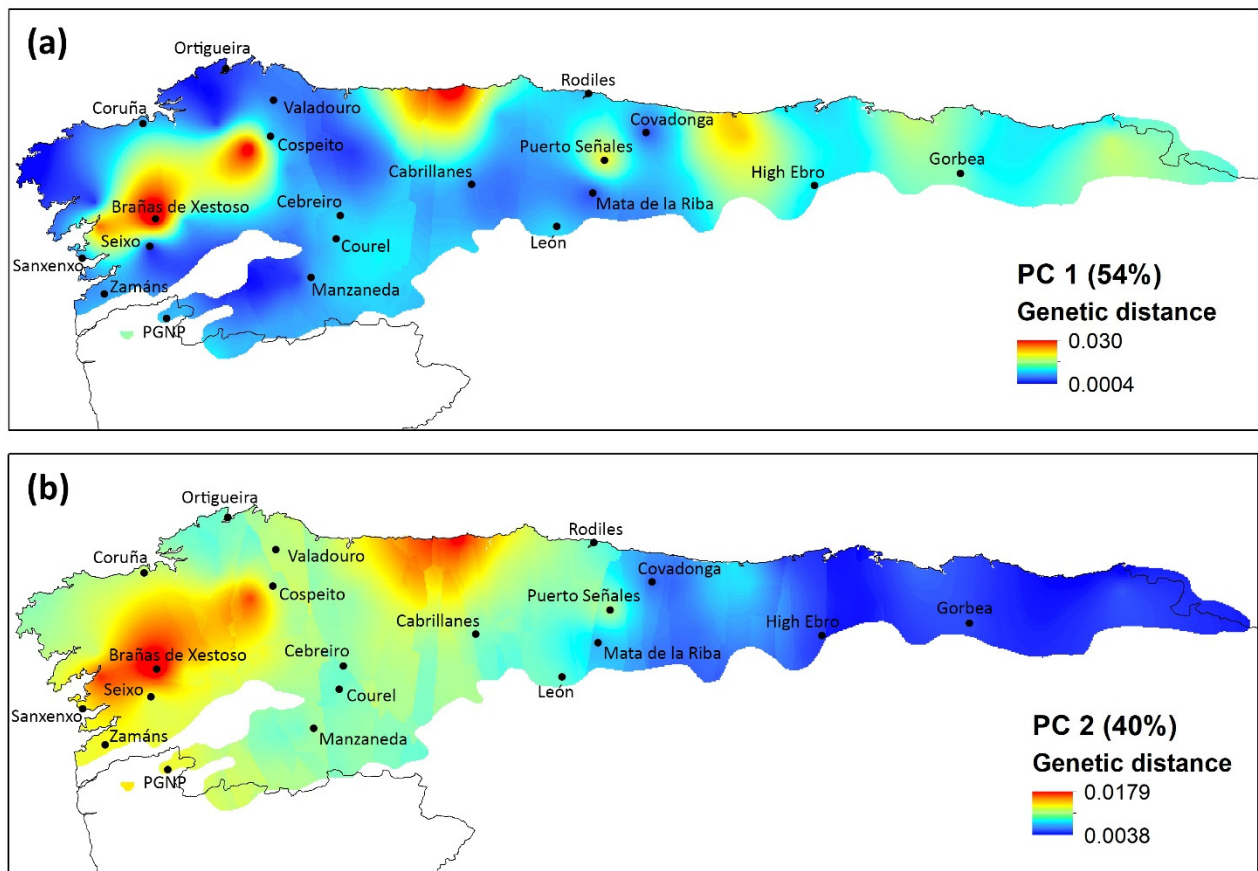 (a)
Ortigueira
Coruña
Valadouro
Rodiles
Cospeito
Covadonga
Puerto Señales
Cabrillanes
High Ebro
Gorbea
Brañas de Xestoso
Cebreiro
Mata de la Riba
Seixo
Courel
León
Sanxenxo
Zamáns
Manzaneda
PGNP
PC 1 (54%)
Genetic distance
0.030
0.0004
(b)
Ortigueira
Coruña
Valadouro
Rodiles
Cospeito
Covadonga
Puerto Señales
Cabrillanes
High Ebro
Gorbea
Brañas de Xestoso
Cebreiro
Mata de la Riba
Seixo
Courel
León
Sanxenxo
Zamáns
Manzaneda
PGNP
PC 2 (40%)
Genetic distance
0.0179
0.0038